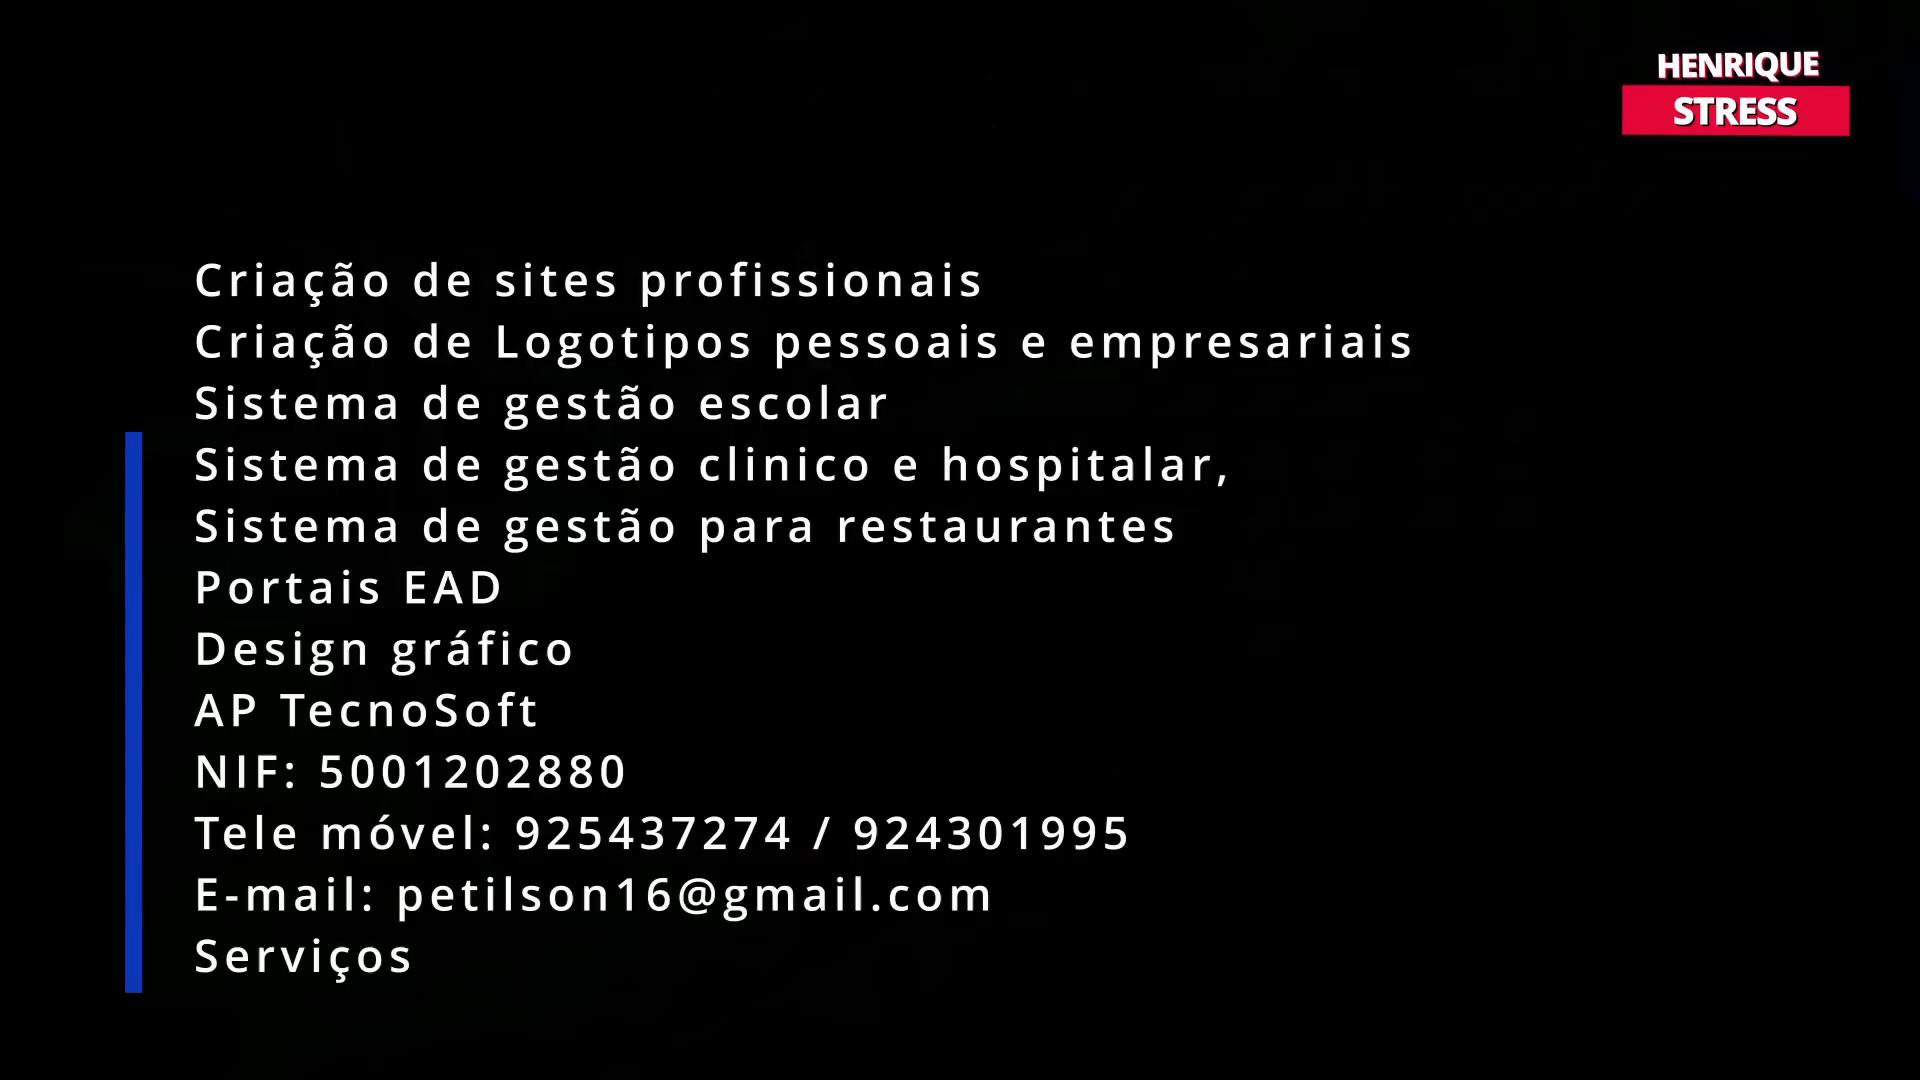 HENRIQUE
STRESS
Criação de sites profissionais
Criação de Logotipos pessoais e empresariais
Sistema de gestão escolar
Sistema de gestão clinico e hospitalar,
Sistema de gestão para restaurantes
Portais EAD
Design gráfico
AP TecnoSoft
NIF: 5001202880
Tele móvel: 925437274 / 924301995
E-mail: petilson16@gmail.com
Serviços